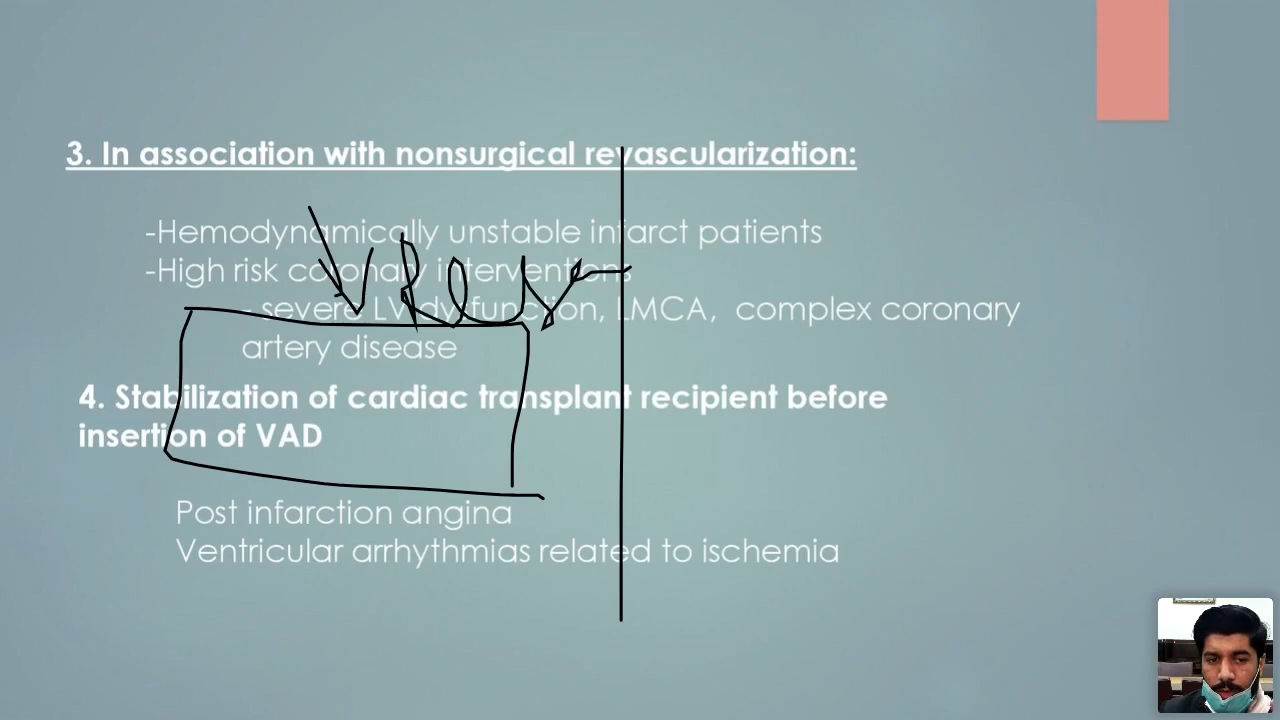 3. In association with nonsurgical revascularization:
-Hemodynamically unstable infarct patients
-High risk coronary interventions
- severe LV dysfunction, LMCA, complex coronary
artery disease
4. Stabilization of cardiac transplant recipient before
insertion of VAD
Post infarction angina
Ventricular arrhythmias related to ischemia